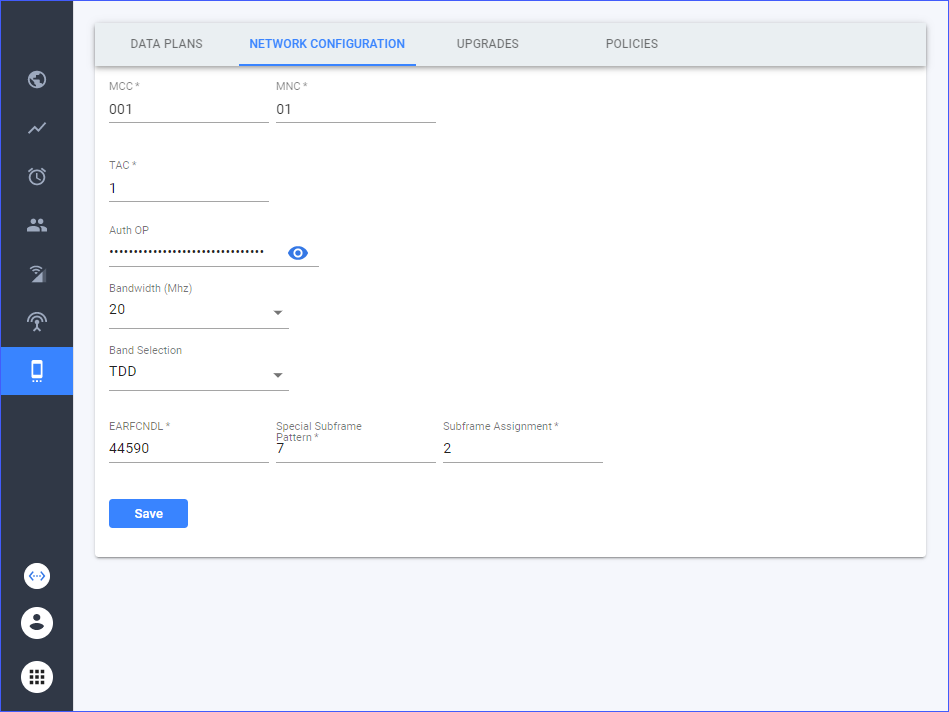 DATA PLANS NETWORK CONFIGURATION UPGRADES POLICIES
MCC * MNC *
001 01
TAC *
1
Auth OP
•••••••••••••••••••••••••••••••
Bandwidth (Mhz)
20
Band Selection
TDD
EARFCNDL * Special Subframe Subframe Assignment *
Pattern *
44590 7 2
Save